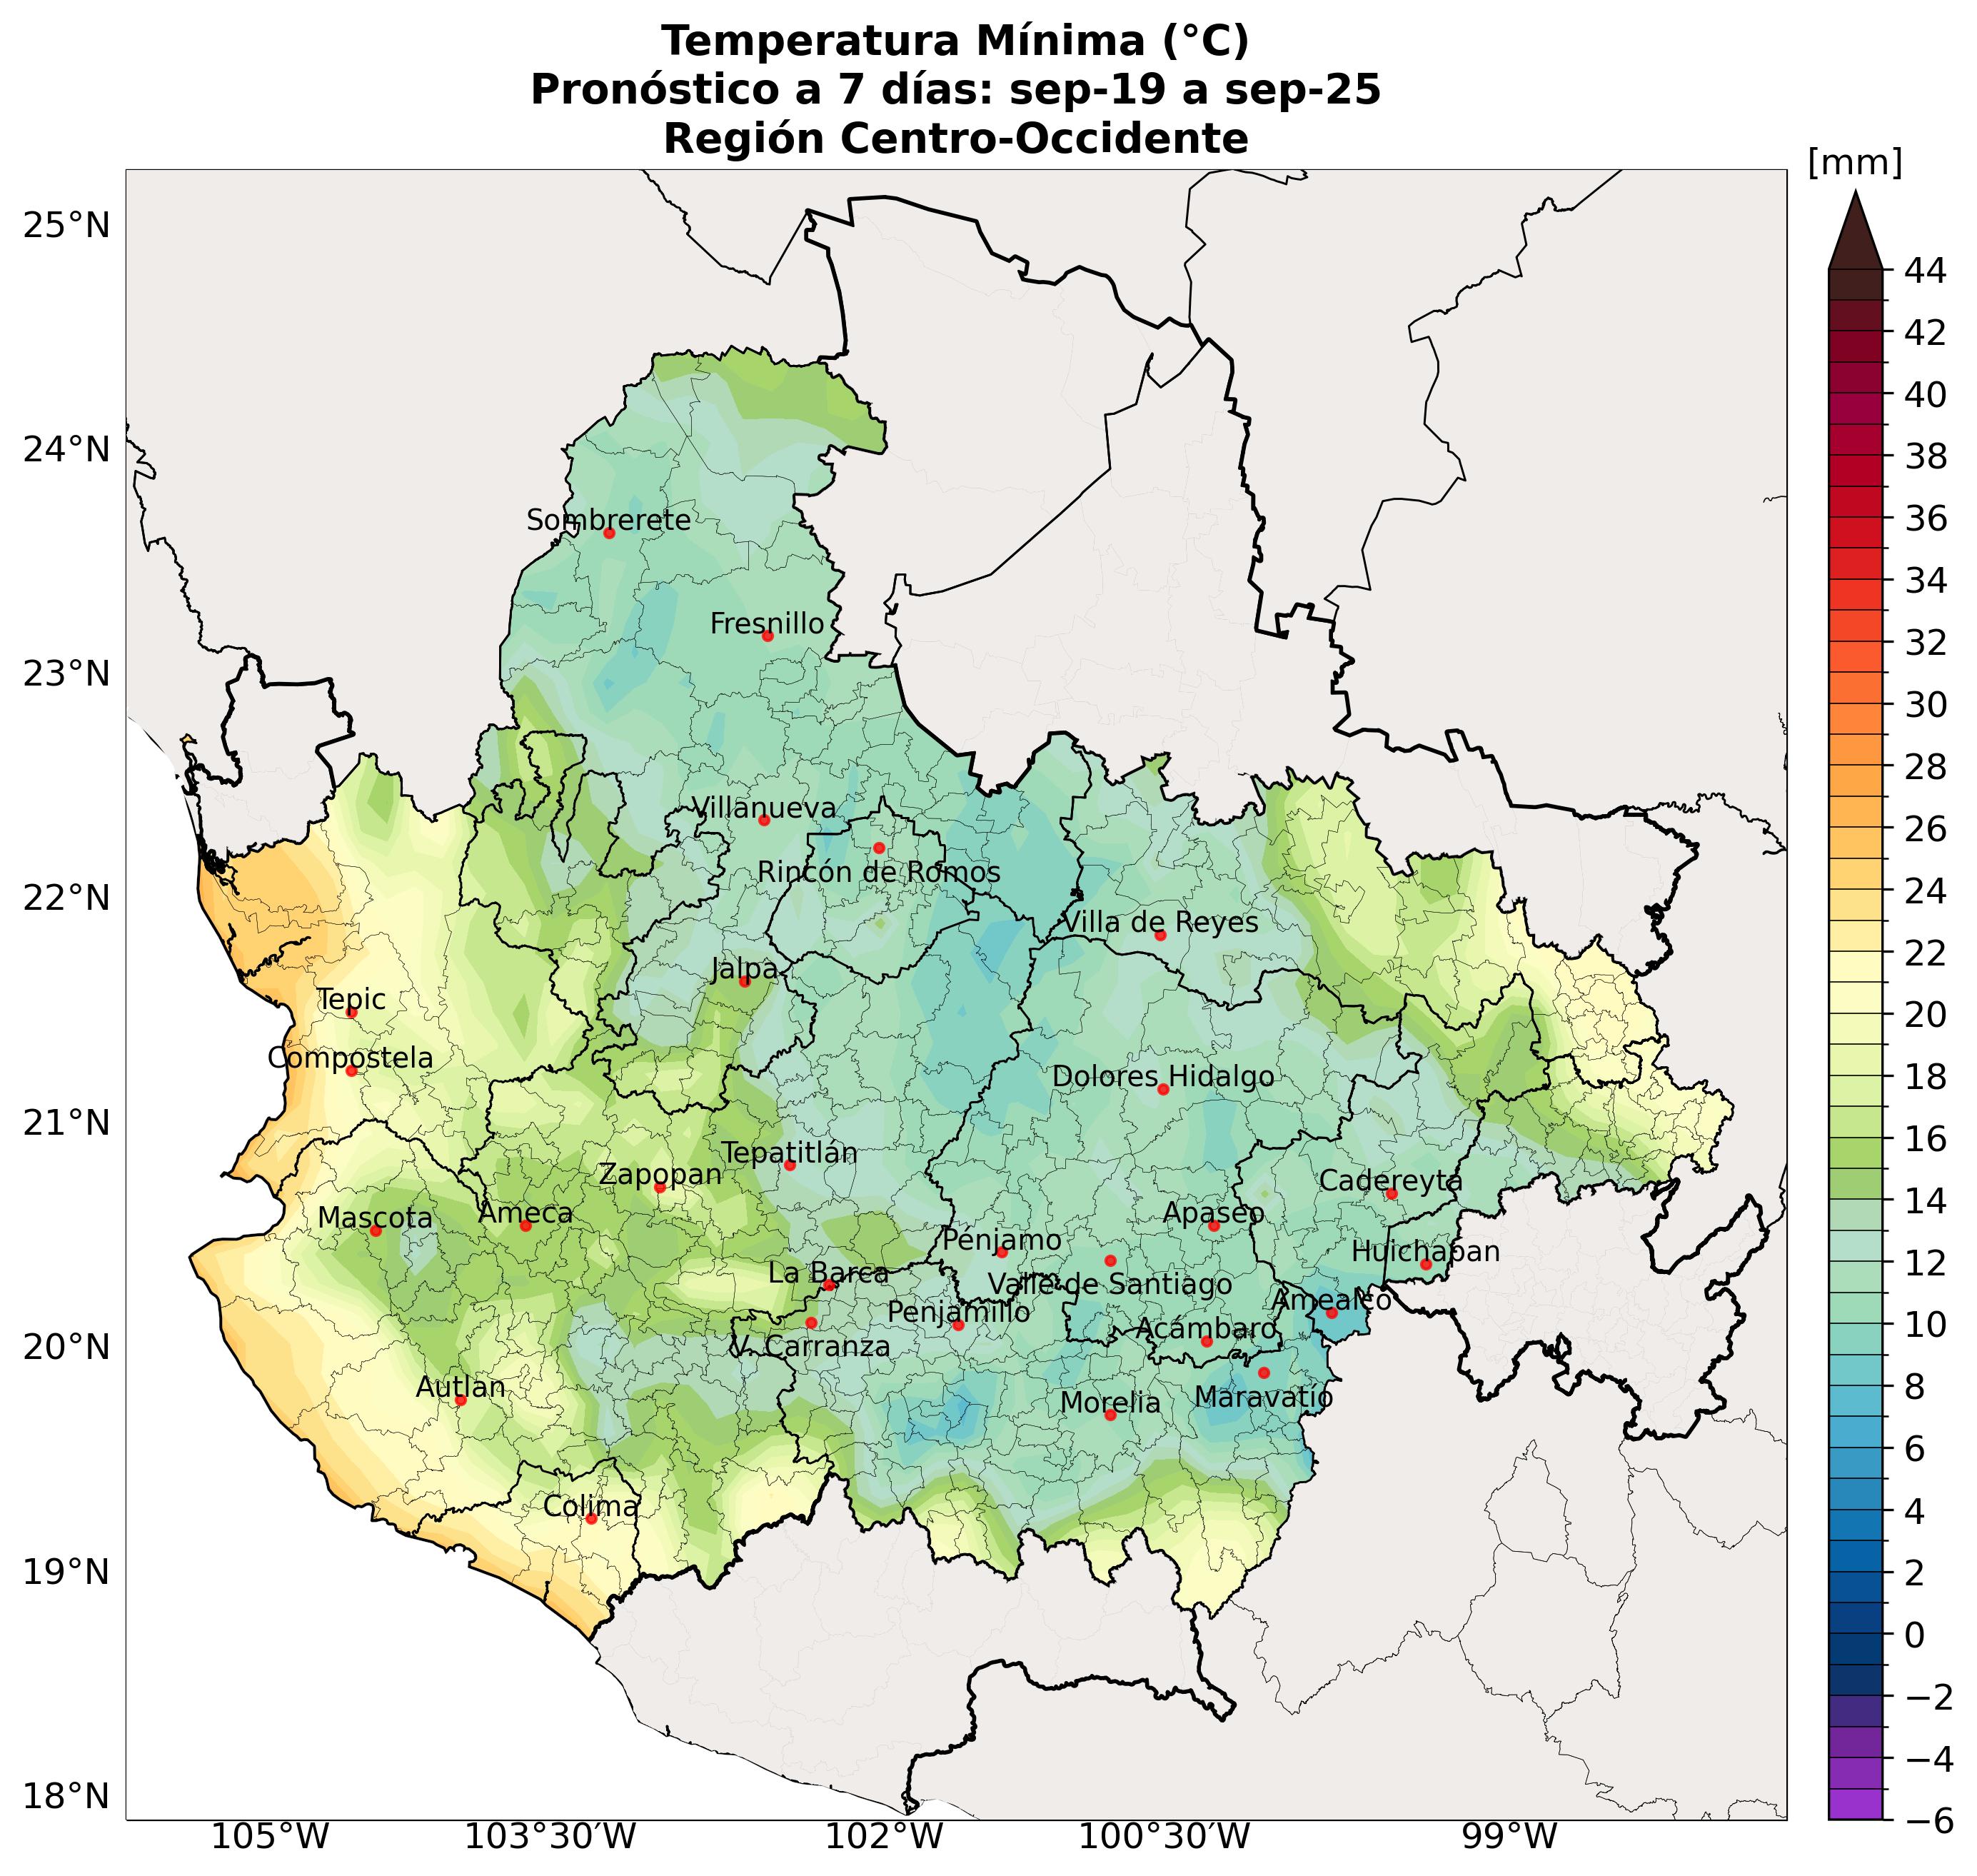 Temperatura Mínima (°C)
Pronóstico a 7 días: sep-19 a sep-25
Región Centro-Occidente
[mm]
25°N
24°N
23°N
22°N
21°N
20°N
19°N
18°N
Sombrerete
Fresnillo
Villanueva
Rincón de Romos
Villa de Reyes
Jalpa
Tepic
Compostela
Dolores Hidalgo
Tepatitlán
Zapopan
Cadereyta
Mascota
Ameca
Apaseo
Pénjamo
Huichapan
La Barca
Valle de Santiago
Amealco
Penjamillo
Acámbaro
V. Carranza
Autlan
Maravatío
Morelia
Colima
105°W
103°30′W
102°W
100°30′W
99°W
44
42
40
38
36
34
32
30
28
26
24
22
20
18
16
14
12
10
8
6
4
2
0
−2
−4
−6